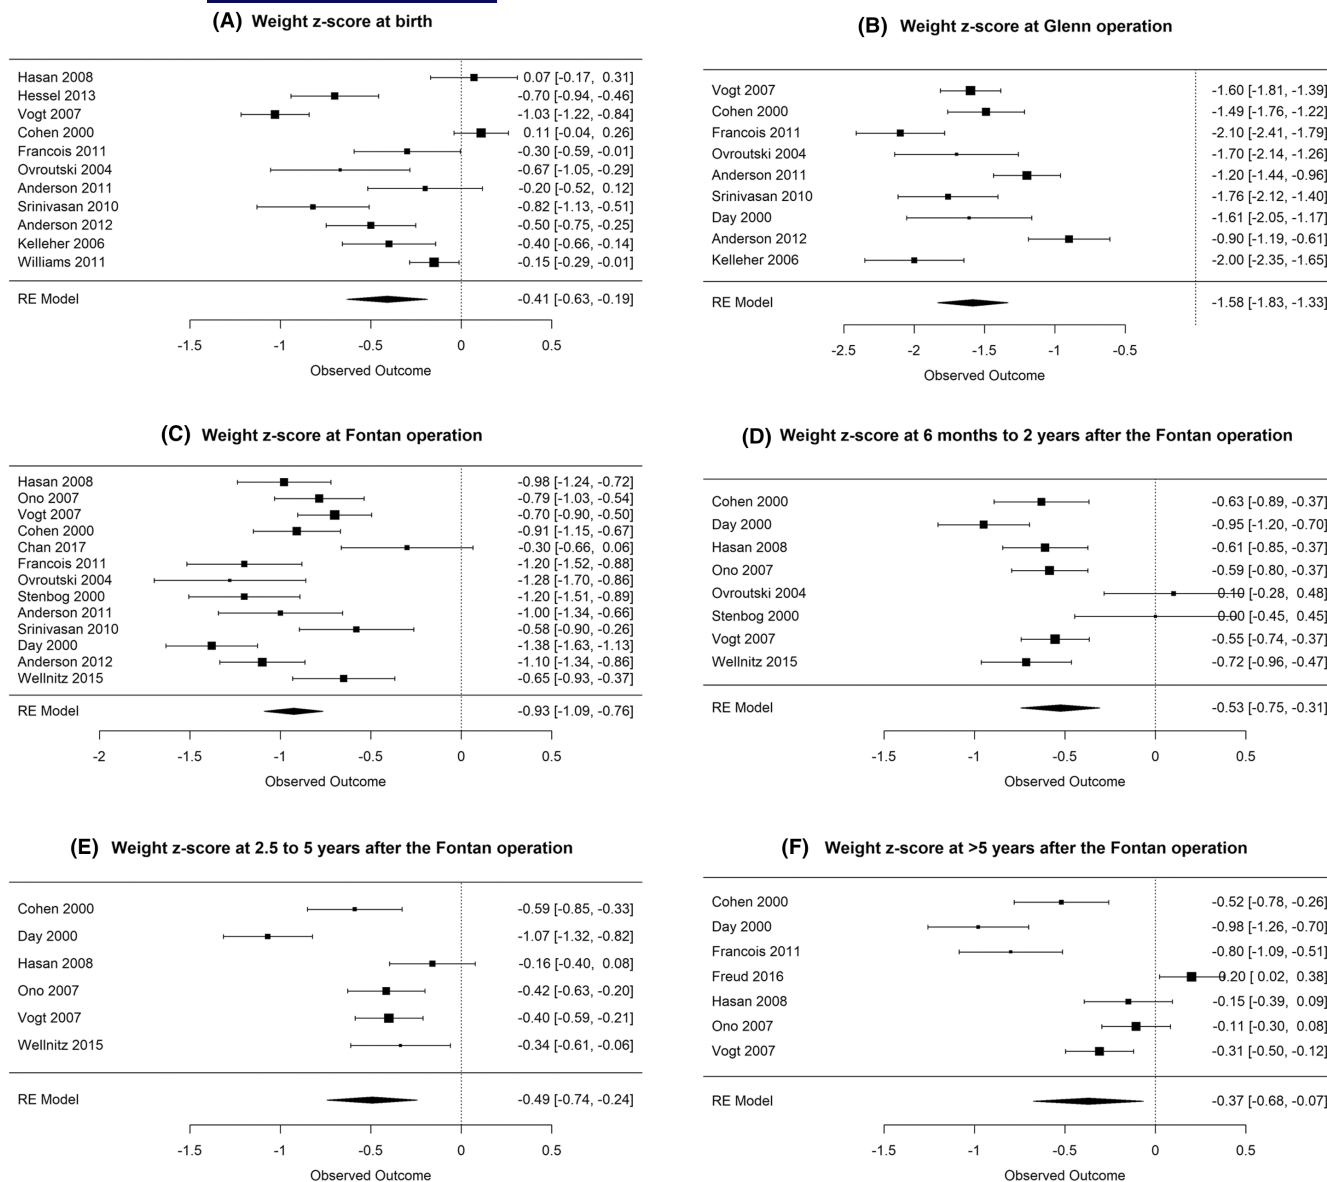 (A) Weight z-score at birth
Hasan 2008 0.07 [-0.17, 0.31]
Hessel 2013 -0.70 [-0.94, -0.46]
Vogt 2007 -1.03 [-1.22, -0.84]
Cohen 2000 0.11 [-0.04, 0.26]
Francois 2011 -0.30 [-0.59, -0.01]
Ovroutski 2004 -0.67 [-1.05, -0.29]
Anderson 2011 -0.20 [-0.52, 0.12]
Srinivasan 2010 -0.82 [-1.13, -0.51]
Anderson 2012 -0.50 [-0.75, -0.25]
Kelleher 2006 -0.40 [-0.66, -0.14]
Williams 2011 -0.15 [-0.29, -0.01]
RE Model -0.41 [-0.63, -0.19]
-1.5 -1 -0.5 0 0.5
Observed Outcome
(B) Weight z-score at Glenn operation
Vogt 2007 -1.60 [-1.81, -1.39]
Cohen 2000 -1.49 [-1.76, -1.22]
Francois 2011 -2.10 [-2.41, -1.79]
Ovroutski 2004 -1.70 [-2.14, -1.26]
Anderson 2011 -1.20 [-1.44, -0.96]
Srinivasan 2010 -1.76 [-2.12, -1.40]
Day 2000 -1.61 [-2.05, -1.17]
Anderson 2012 -0.90 [-1.19, -0.61]
Kelleher 2006 -2.00 [-2.35, -1.65]
RE Model -1.58 [-1.83, -1.33]
-2.5 -2 -1.5 -1 -0.5
Observed Outcome
(C) Weight z-score at Fontan operation
Hasan 2008 -0.98 [-1.24, -0.72]
Ono 2007 -0.79 [-1.03, -0.54]
Vogt 2007 -0.70 [-0.90, -0.50]
Cohen 2000 -0.91 [-1.15, -0.67]
Chan 2017 -0.30 [-0.66, 0.06]
Francois 2011 -1.20 [-1.52, -0.88]
Ovroutski 2004 -1.28 [-1.70, -0.86]
Stenbog 2000 -1.20 [-1.51, -0.89]
Anderson 2011 -1.00 [-1.34, -0.66]
Srinivasan 2010 -0.58 [-0.90, -0.26]
Day 2000 -1.38 [-1.63, -1.13]
Anderson 2012 -1.10 [-1.34, -0.86]
Wellnitz 2015 -0.65 [-0.93, -0.37]
RE Model -0.93 [-1.09, -0.76]
-2 -1.5 -1 -0.5 0 0.5
Observed Outcome
(D) Weight z-score at 6 months to 2 years after the Fontan operation
Cohen 2000 -0.63 [-0.89, -0.37]
Day 2000 -0.95 [-1.20, -0.70]
Hasan 2008 -0.61 [-0.85, -0.37]
Ono 2007 -0.59 [-0.80, -0.37]
Ovroutski 2004 0.10 [-0.28, 0.48]
Stenbog 2000 0.00 [-0.45, 0.45]
Vogt 2007 -0.55 [-0.74, -0.37]
Wellnitz 2015 -0.72 [-0.96, -0.47]
RE Model -0.53 [-0.75, -0.31]
-1.5 -1 -0.5 0 0.5
Observed Outcome
(E) Weight z-score at 2.5 to 5 years after the Fontan operation
Cohen 2000 -0.59 [-0.85, -0.33]
Day 2000 -1.07 [-1.32, -0.82]
Hasan 2008 -0.16 [-0.40, 0.08]
Ono 2007 -0.42 [-0.63, -0.20]
Vogt 2007 -0.40 [-0.59, -0.21]
Wellnitz 2015 -0.34 [-0.61, -0.06]
RE Model -0.49 [-0.74, -0.24]
-1.5 -1 -0.5 0 0.5
Observed Outcome
(F) Weight z-score at >5 years after the Fontan operation
Cohen 2000 -0.52 [-0.78, -0.26]
Day 2000 -0.98 [-1.26, -0.70]
Francois 2011 -0.80 [-1.09, -0.51]
Freud 2016 0.20 [ 0.02, 0.38]
Hasan 2008 -0.15 [-0.39, 0.09]
Ono 2007 -0.11 [-0.30, 0.08]
Vogt 2007 -0.31 [-0.50, -0.12]
RE Model -0.37 [-0.68, -0.07]
-1.5 -1 -0.5 0 0.5
Observed Outcome